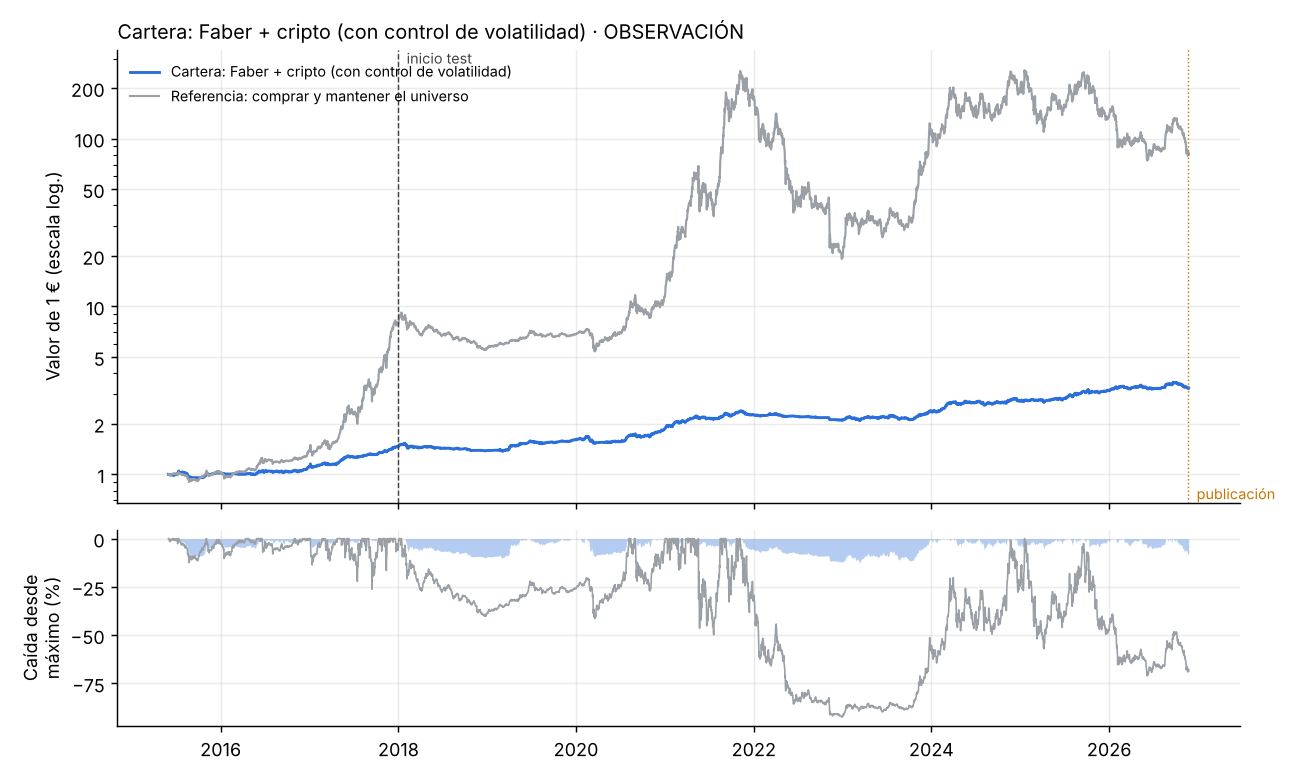 Cartera: Faber + cripto (con control de volatilidad) · OBSERVACIÓN
inicio test
Cartera: Faber + cripto (con control de volatilidad)
Referencia: comprar y mantener el universo
Valor de 1 € (escala log.)
200
100
50
20
10
5
2
1
publicación
Caída desde
máximo (%)
0
−25
−50
−75
2016
2018
2020
2022
2024
2026